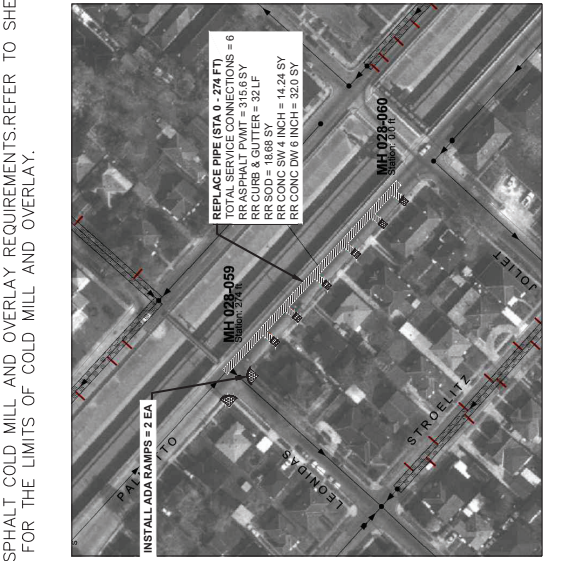 SPHALT COLD MILL AND OVERLAY REQUIREMENTS.REFER TO SHE
FOR THE LIMITS OF COLD MILL AND OVERLAY.
REPLACE PIPE (STA 0 - 274 FT)
TOTAL SERVICE CONNECTIONS = 6
RR ASPHALT PVMT = 315.6 SY
RR CURB & GUTTER = 32 LF
RR SOD = 18.68 SY
RR CONC SW 4 INCH = 14.24 SY
RR CONC DW 6 INCH = 32.0 SY
MH 028-060
Station: 0.0 ft.
MH 028-059
Station: 274 ft.
INSTALL ADA RAMPS = 2 EA
LEONIDAS
STROELITZ
JOLIET